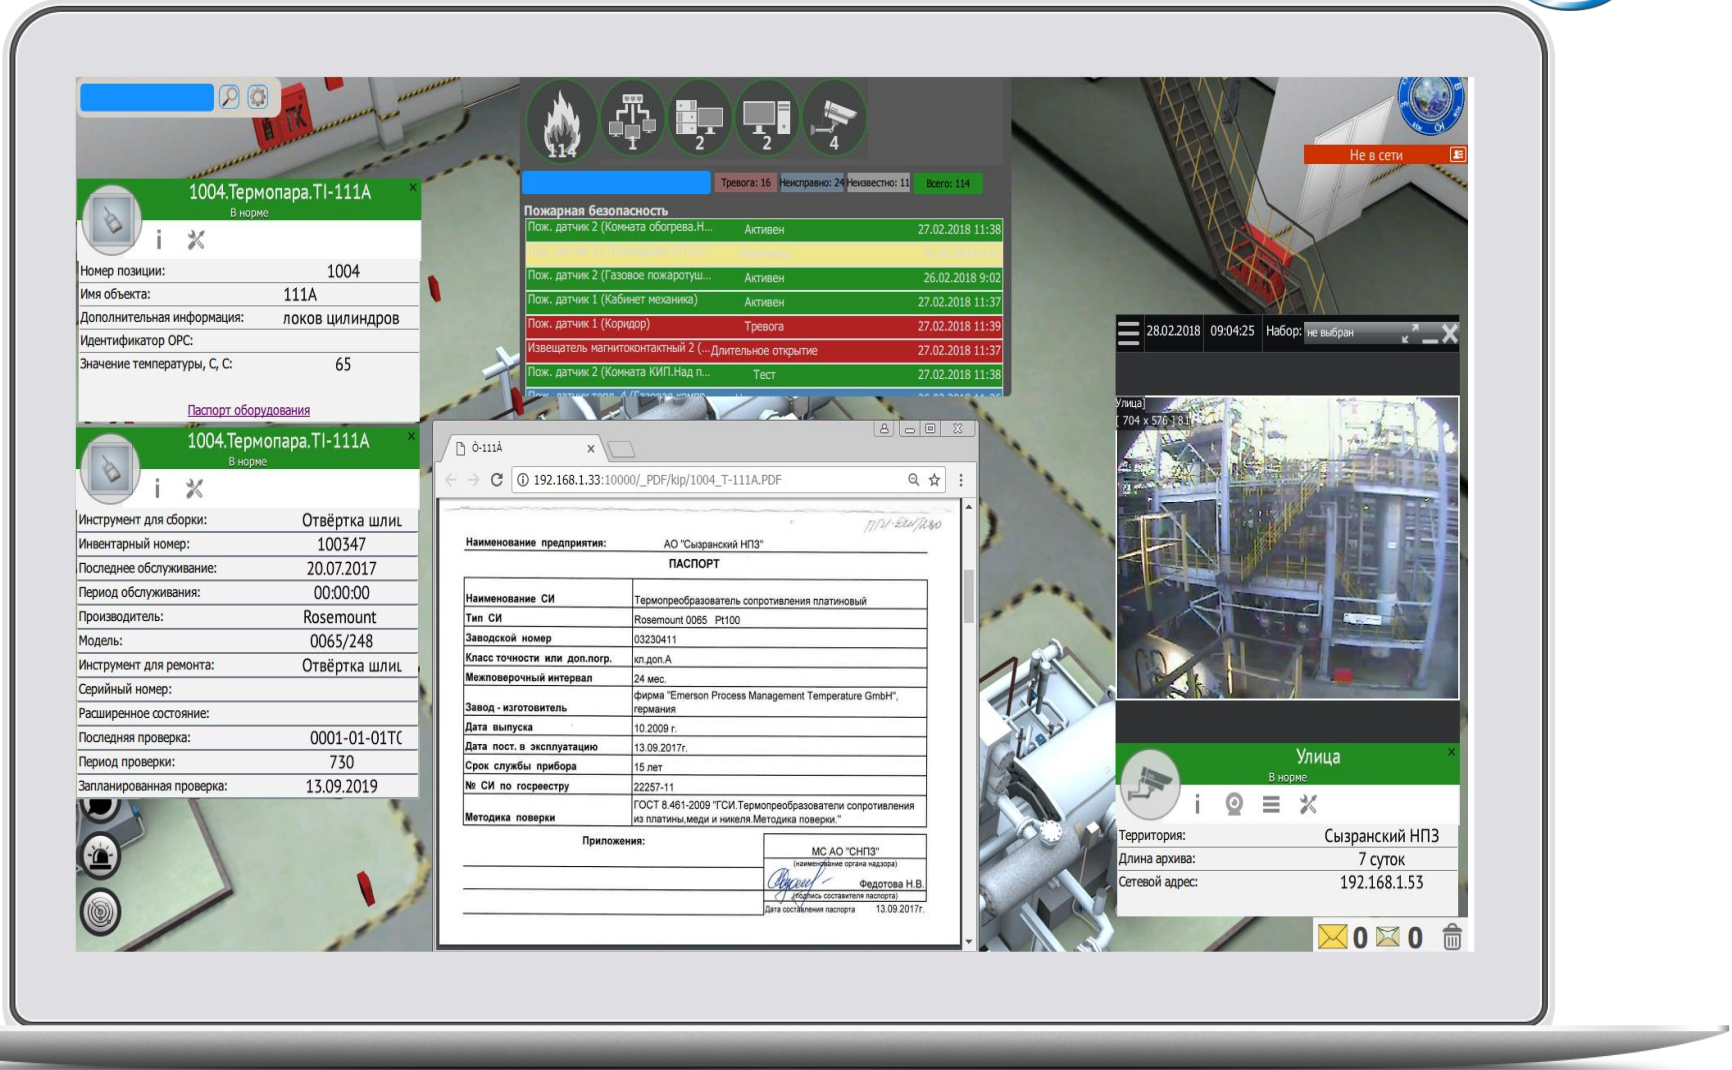 ПК
Не в сети
114
1
2
2
4
Тревога: 16
Неисправно: 24
Неизвестно: 11
Всего: 114
Пожарная безопасность
Пож. датчик 2 (Комната обогрева.Н... Активен 27.02.2018 11:38
Пож. датчик 2 (Газовое пожаротуш... Активен 26.02.2018 9:02
Пож. датчик 1 (Кабинет механика) Активен 27.02.2018 11:37
Пож. датчик 1 (Коридор) Тревога 27.02.2018 11:39
Извещатель магнитоконтактный 2 (... Длительное открытие 27.02.2018 11:37
Пож. датчик 2 (Комната КИП.Над п... Тест 27.02.2018 11:38
1004.Термопара.TI-111A
В норме
Номер позиции: 1004
Имя объекта: 111A
Дополнительная информация: локов цилиндров
Идентификатор OPC:
Значение температуры, С, С: 65
Паспорт оборудования
1004.Термопара.TI-111A
В норме
Инструмент для сборки: Отвёртка шлиц
Инвентарный номер: 100347
Последнее обслуживание: 20.07.2017
Период обслуживания: 00:00:00
Производитель: Rosemount
Модель: 0065/248
Инструмент для ремонта: Отвёртка шлиц
Серийный номер:
Расширенное состояние:
Последняя проверка: 0001-01-01T0
Период проверки: 730
Запланированная проверка: 13.09.2019
Ò-111À
192.168.1.33:10000/_PDF/kip/1004_T-111A.PDF
Наименование предприятия: АО "Сызранский НПЗ"
ПАСПОРТ
Наименование СИ Термопреобразователь сопротивления платиновый
Тип СИ Rosemount 0065 Pt100
Заводской номер 03230411
Класс точности или доп.погр. кл.доп.А
Межповерочный интервал 24 мес.
Завод - изготовитель фирма "Emerson Process Management Temperature GmbH",
германия
Дата выпуска 10.2009 г.
Дата пост. в эксплуатацию 13.09.2017г.
Срок службы прибора 15 лет
№ СИ по госреестру 22257-11
Методика поверки ГОСТ 8.461-2009 "ГСИ.Термопреобразователи сопротивления
из платины,меди и никеля.Методика поверки."
Приложения:
МС АО "СНПЗ"
(наименование органа надзора)
Федотова Н.В.
(подпись составителя паспорта)
Дата составления паспорта 13.09.2017г.
28.02.2018 09:04:25 Набор: не выбран
Улица]
[ 704 x 576 ] 8.1
Улица
В норме
Территория: Сызранский НПЗ
Длина архива: 7 суток
Сетевой адрес: 192.168.1.53
0 0